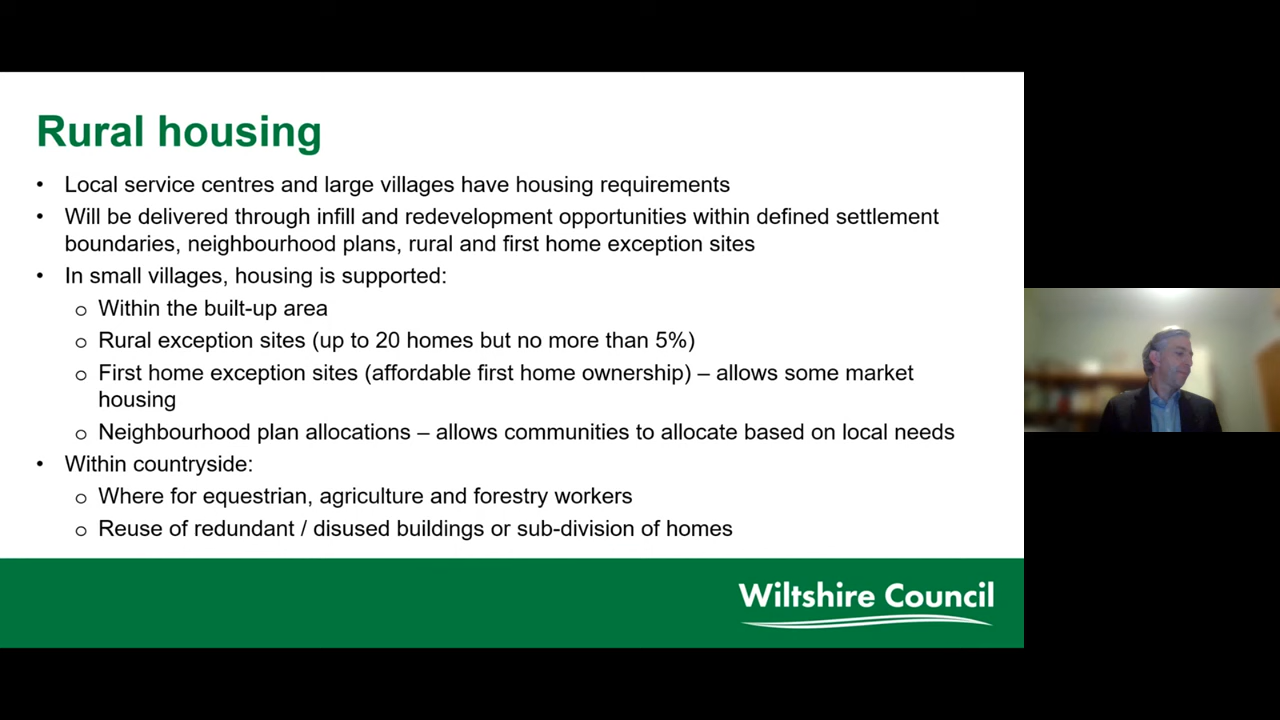 Rural housing
• Local service centres and large villages have housing requirements
• Will be delivered through infill and redevelopment opportunities within defined settlement
boundaries, neighbourhood plans, rural and first home exception sites
• In small villages, housing is supported:
o Within the built-up area
o Rural exception sites (up to 20 homes but no more than 5%)
o First home exception sites (affordable first home ownership) – allows some market
housing
o Neighbourhood plan allocations – allows communities to allocate based on local needs
• Within countryside:
o Where for equestrian, agriculture and forestry workers
o Reuse of redundant / disused buildings or sub-division of homes
Wiltshire Council